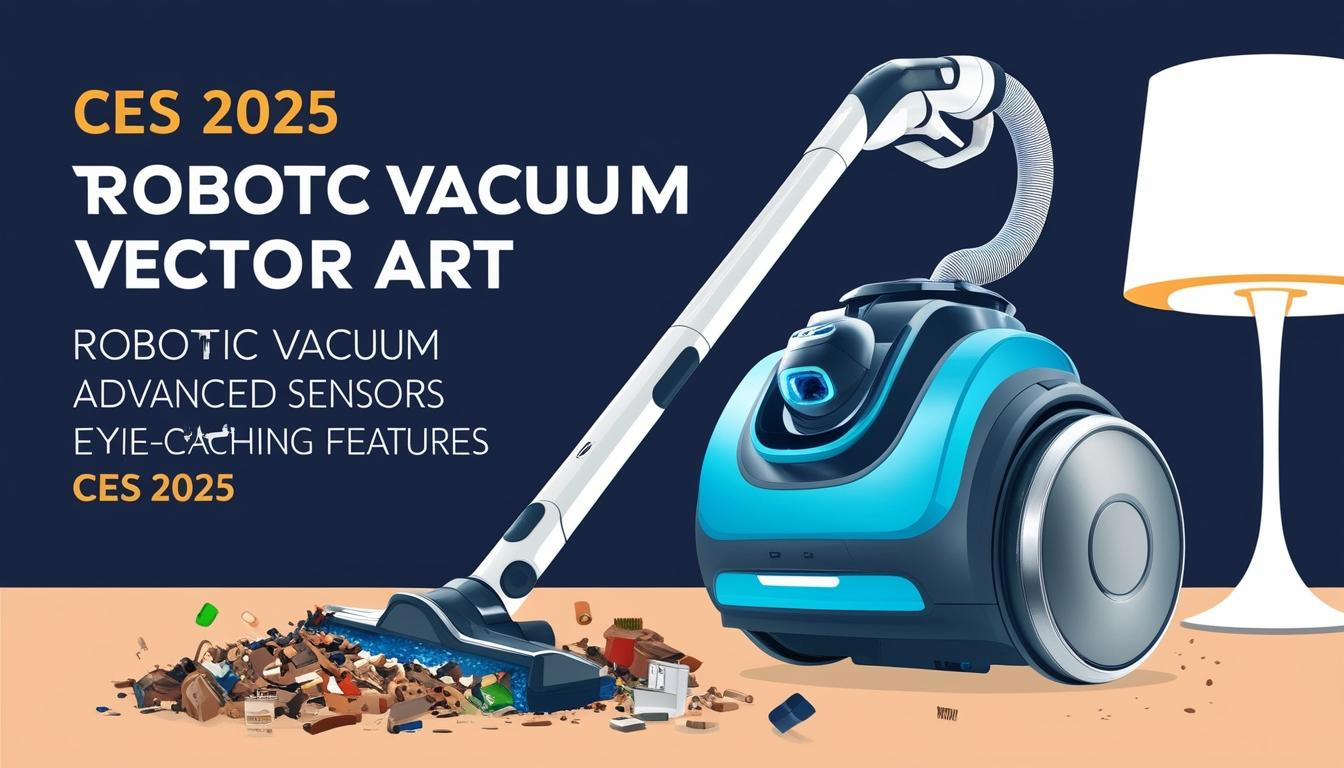 CES 2025
ROBOTC VACUUM
VECTOR ART
ROBOTIC VACUUM
ADVANCED SENSORS
EYIE-CACHING FEATURES
CES 2025